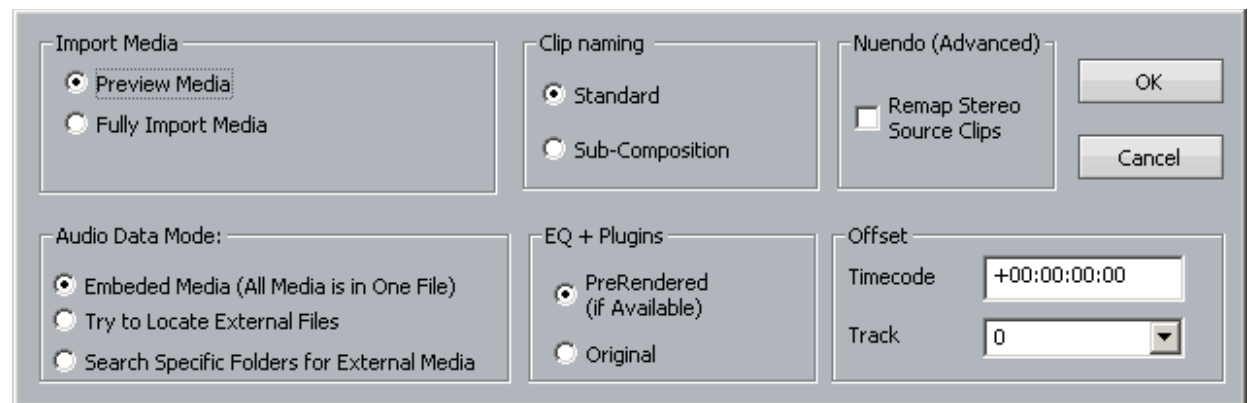 Import Media
Preview Media
Fully Import Media
Clip naming
Standard
Sub-Composition
Nuendo (Advanced)
Remap Stereo
Source Clips
OK
Cancel
Audio Data Mode:
Embeded Media (All Media is in One File)
Try to Locate External Files
Search Specific Folders for External Media
EQ + Plugins
PreRendered
(if Available)
Original
Offset
Timecode +00:00:00:00
Track 0